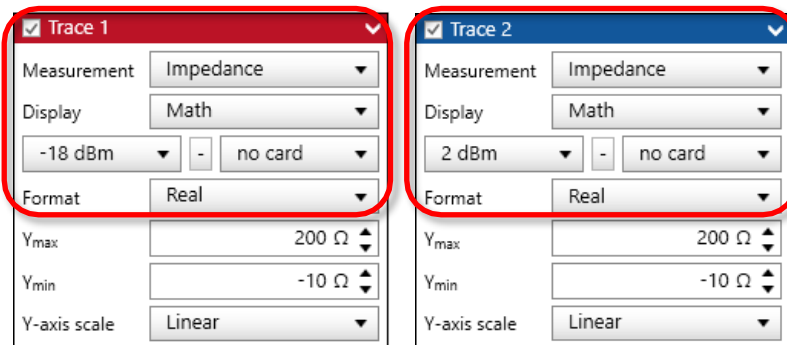 Trace 1
Measurement Impedance
Display Math
-18 dBm - no card
Format Real
Ymax 200 Ω
Ymin -10 Ω
Y-axis scale Linear
Trace 2
Measurement Impedance
Display Math
2 dBm - no card
Format Real
Ymax 200 Ω
Ymin -10 Ω
Y-axis scale Linear